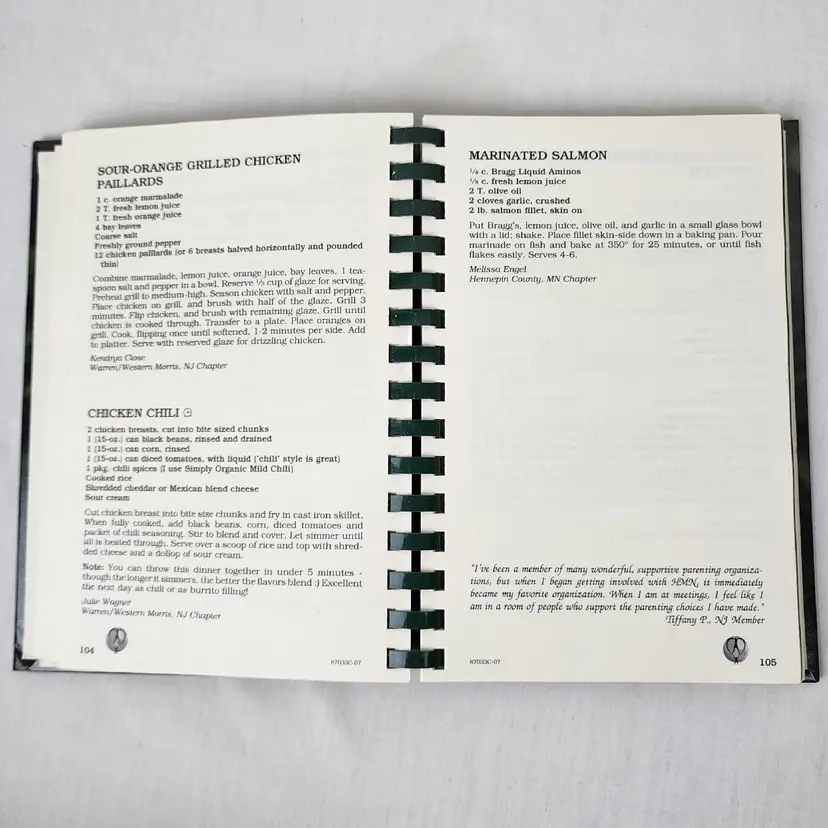 SOUR-ORANGE GRILLED CHICKEN
PAILLARDS
1 c. orange marmalade
2 T. fresh lemon juice
1 T. fresh orange juice
4 bay leaves
Coarse salt
Freshly ground pepper
12 chicken paillards (or 6 breasts halved horizontally and pounded
thin)
Combine marmalade, lemon juice, orange juice, bay leaves, 1 tea-
spoon salt and pepper in a bowl. Reserve ⅓ cup of glaze for serving.
Preheat grill to medium-high. Season chicken with salt and pepper.
Place chicken on grill, and brush with half of the glaze. Grill 3
minutes. Flip chicken, and brush with remaining glaze. Grill until
chicken is cooked through. Transfer to a plate. Place oranges on
grill. Cook, flipping once until softened, 1-2 minutes per side. Add
to platter. Serve with reserved glaze for drizzling chicken.
Kendrya Close
Warren/Western Morris, NJ Chapter
CHICKEN CHILI
2 chicken breasts, cut into bite sized chunks
1 (15-oz.) can black beans, rinsed and drained
1 (15-oz.) can corn, rinsed
1 (15-oz.) can diced tomatoes, with liquid ('chili' style is great)
1 pkg. chili spices (I use Simply Organic Mild Chili)
Cooked rice
Shredded cheddar or Mexican blend cheese
Sour cream
Cut chicken breast into bite size chunks and fry in cast iron skillet.
When fully cooked, add black beans, corn, diced tomatoes and
packet of chili seasoning. Stir to blend and cover. Let simmer until
all is heated through. Serve over a scoop of rice and top with shred-
ded cheese and a dollop of sour cream.
Note: You can throw this dinner together in under 5 minutes -
though the longer it simmers, the better the flavors blend :) Excellent
the next day as chili or as burrito filling!
Julie Wagner
Warren/Western Morris, NJ Chapter
104
87033C-07
MARINATED SALMON
⅓ c. Bragg Liquid Aminos
⅓ c. fresh lemon juice
2 T. olive oil
2 cloves garlic, crushed
2 lb. salmon fillet, skin on
Put Bragg's, lemon juice, olive oil, and garlic in a small glass bowl
with a lid; shake. Place fillet skin-side down in a baking pan. Pour
marinade on fish and bake at 350° for 25 minutes, or until fish
flakes easily. Serves 4-6.
Melissa Engel
Hennepin County, MN Chapter
"I've been a member of many wonderful, supportive parenting organiza-
tions, but when I began getting involved with HMN, it immediately
became my favorite organization. When I am at meetings, I feel like I
am in a room of people who support the parenting choices I have made."
Tiffany P., NJ Member
87033C-07
105